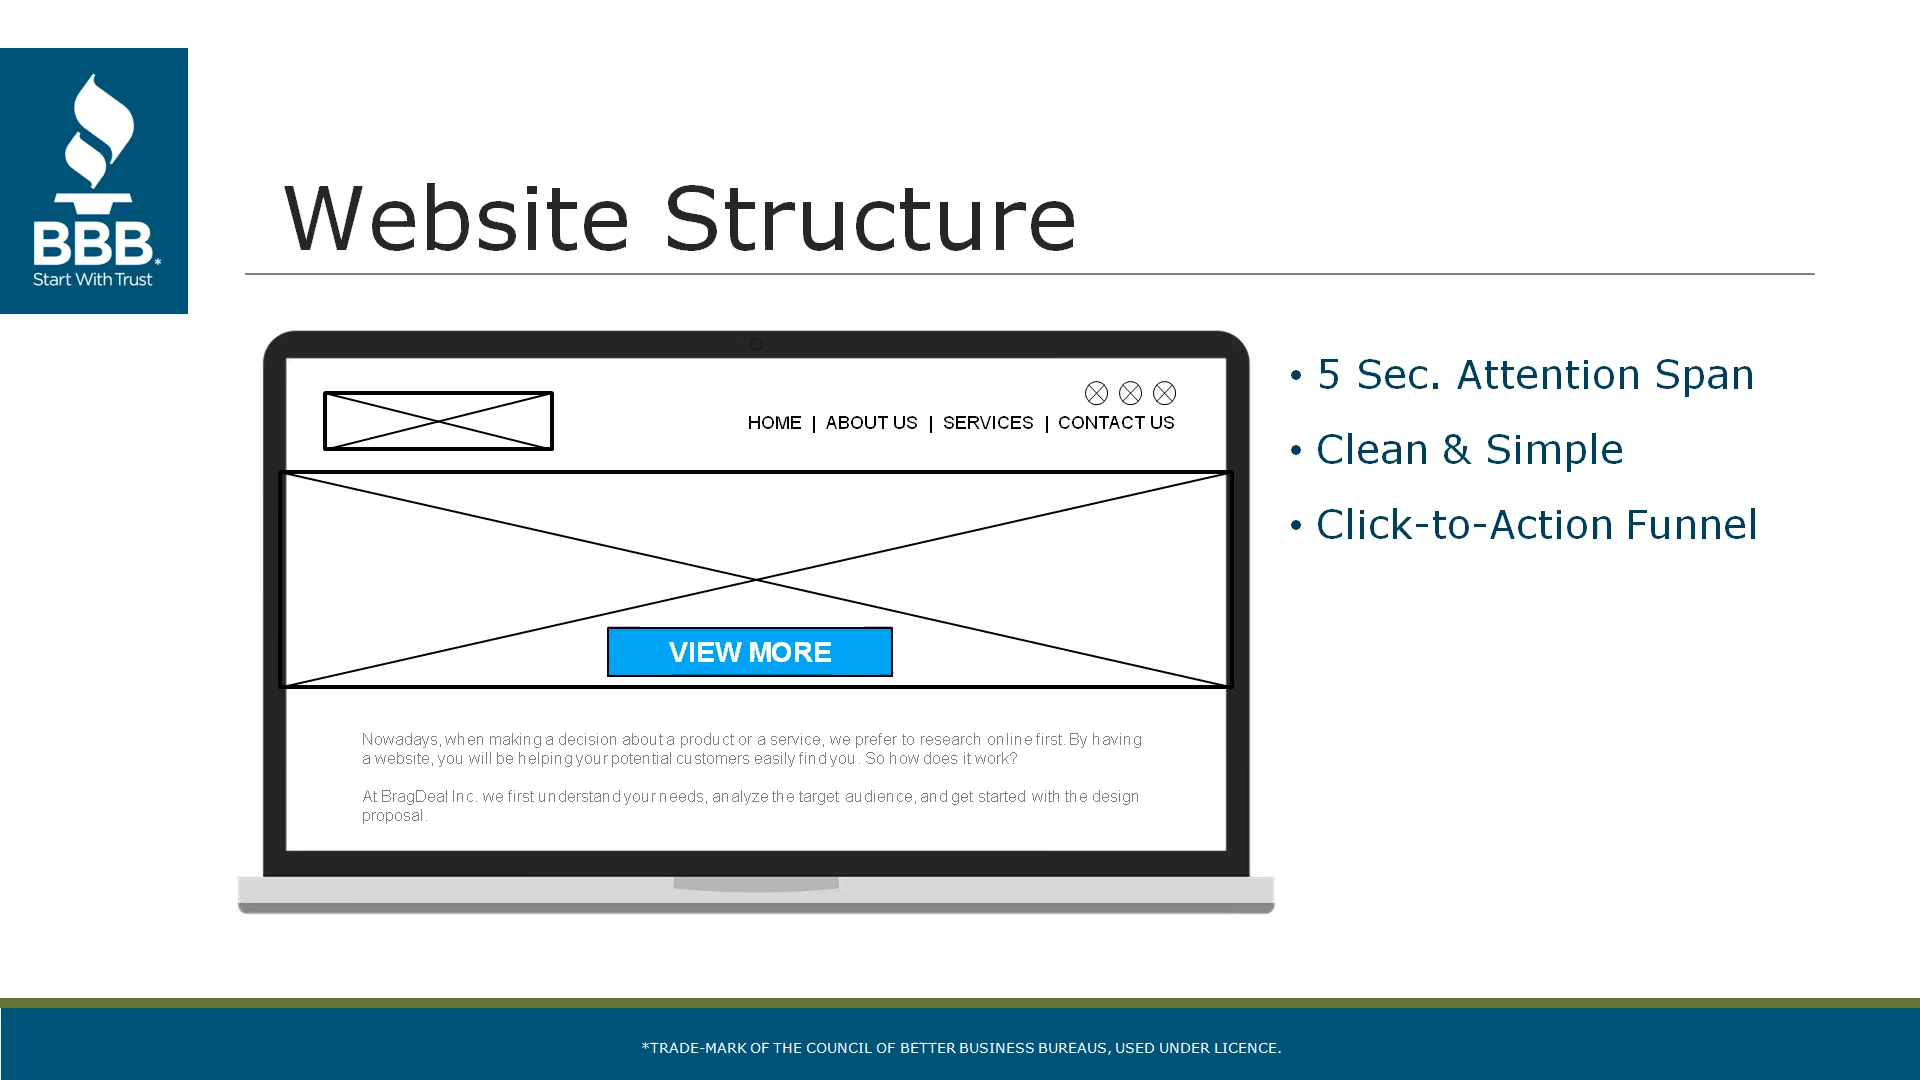 BBB.*
Start With Trust
Website Structure
HOME | ABOUT US | SERVICES | CONTACT US
VIEW MORE
Nowadays, when making a decision about a product or a service, we prefer to research online first. By having
a website, you will be helping your potential customers easily find you. So how does it work?
At BragDeal Inc. we first understand your needs, analyze the target audience, and get started with the design
proposal.
• 5 Sec. Attention Span
• Clean & Simple
• Click-to-Action Funnel
*TRADE-MARK OF THE COUNCIL OF BETTER BUSINESS BUREAUS, USED UNDER LICENCE.